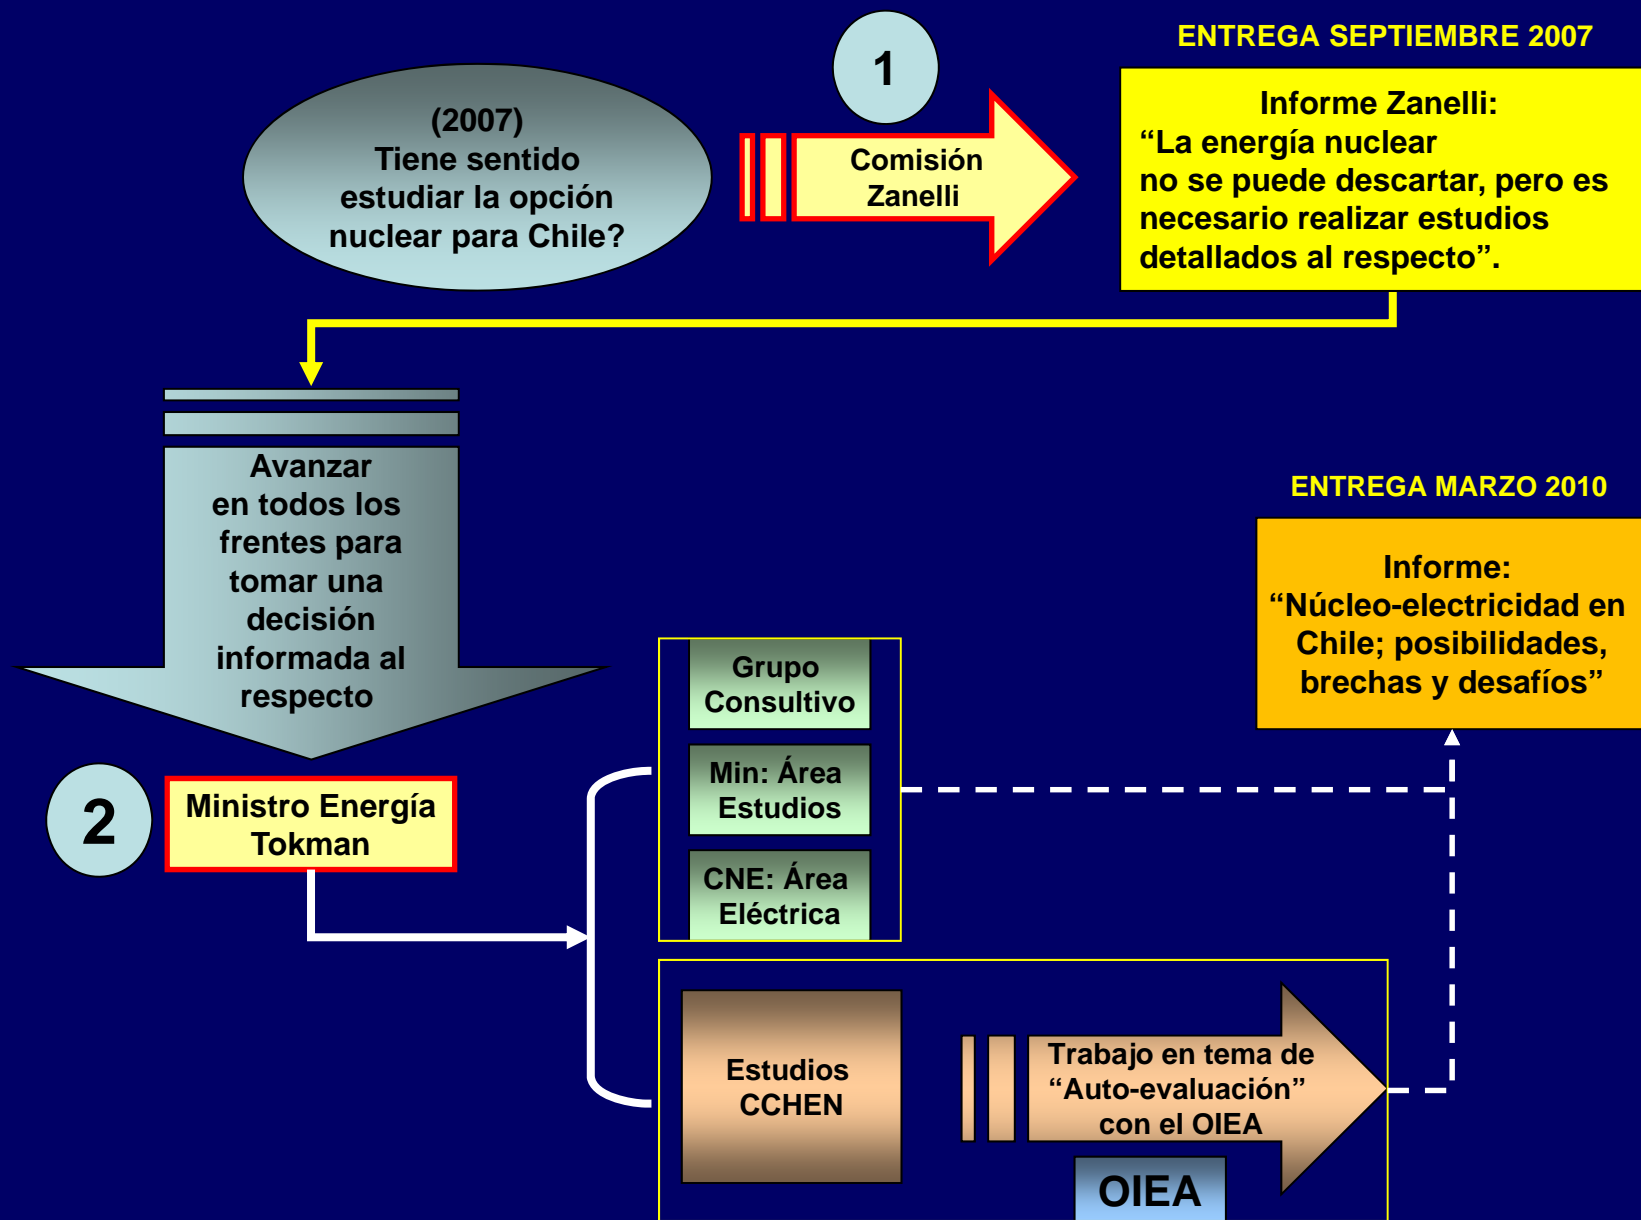 1
ENTREGA SEPTIEMBRE 2007
(2007)
Tiene sentido
estudiar la opción
nuclear para Chile?
Comisión
Zanelli
Informe Zanelli:
“La energía nuclear
no se puede descartar, pero es
necesario realizar estudios
detallados al respecto”.
Avanzar
en todos los
frentes para
tomar una
decisión
informada al
respecto
ENTREGA MARZO 2010
Informe:
“Núcleo-electricidad en
Chile; posibilidades,
brechas y desafíos”
2
Ministro Energía
Tokman
Grupo
Consultivo
Min: Área
Estudios
CNE: Área
Eléctrica
Estudios
CCHEN
Trabajo en tema de
“Auto-evaluación”
con el OIEA
OIEA